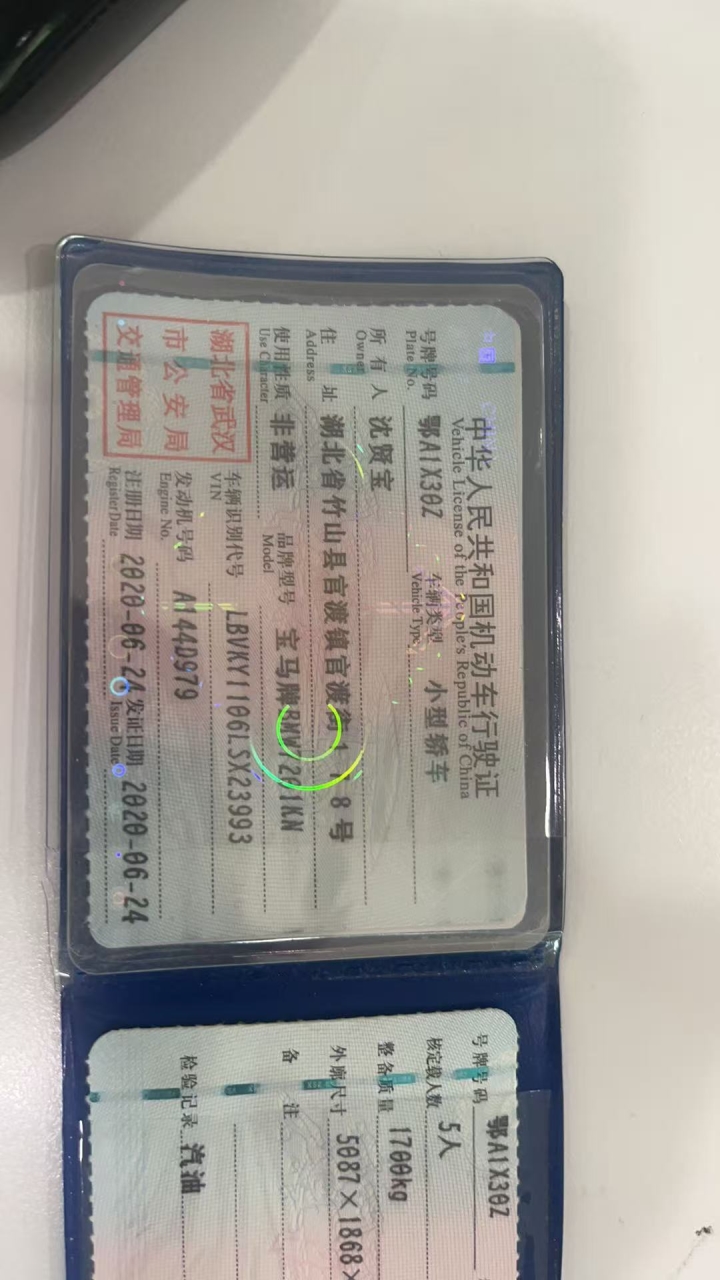 中国
中华人民共和国机动车行驶证
Vehicle License of the People's Republic of China
号牌号码 鄂A1X30Z 车辆类型 小型轿车
Plate No. Vehicle Type
所有人 沈贤宝
Owner
住址 湖北省竹山县官渡镇官渡街 8号
Address
使用性质 非营运 品牌型号 宝马牌
Use Character Model
湖北省武汉
市公安局
交通管理局
车辆识别代号 LBVKY1106LSX23993
VIN
发动机号码 A144D979
Engine No.
注册日期 2020-06-24 发证日期 2020-06-24
Register Date Issue Date
号牌号码 鄂A1X30Z
核定载人数 5人
整备质量 1700kg
外廓尺寸 5087×1868×
备注
检验记录 汽油